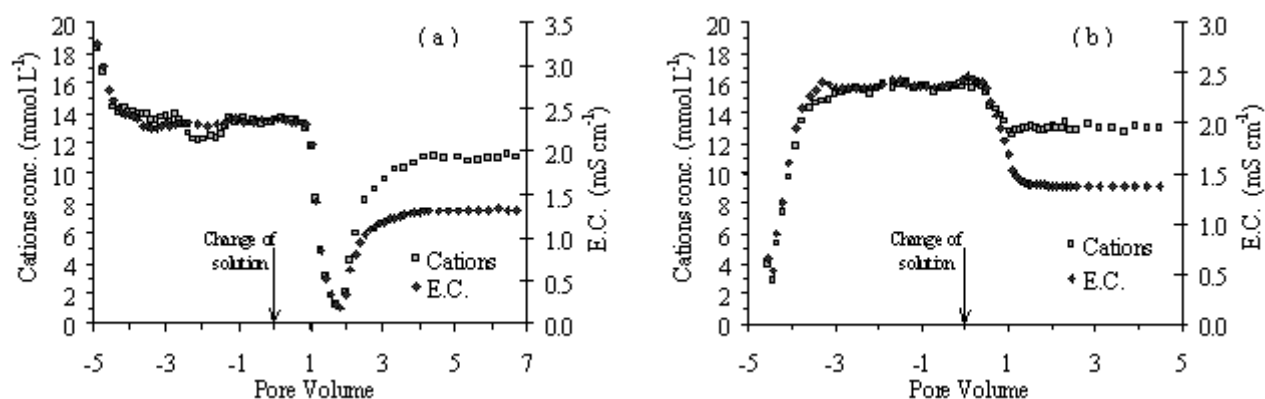 ( a )
Cations conc. (mmol L-1)
20
18
16
14
12
10
8
6
4
2
0
3.5
3.0
2.5
2.0
1.5
1.0
0.5
0.0
E.C. (mS cm-1)
Change of
solution
Cations
E.C.
-5 -3 -1 1 3 5 7
Pore Volume
( b )
Cations conc. (mmol L-1)
20
18
16
14
12
10
8
6
4
2
0
3.0
2.5
2.0
1.5
1.0
0.5
0.0
E.C. (mS cm-1)
Change of
solution
Cations
E.C.
-5 -3 -1 1 3 5
Pore Volume